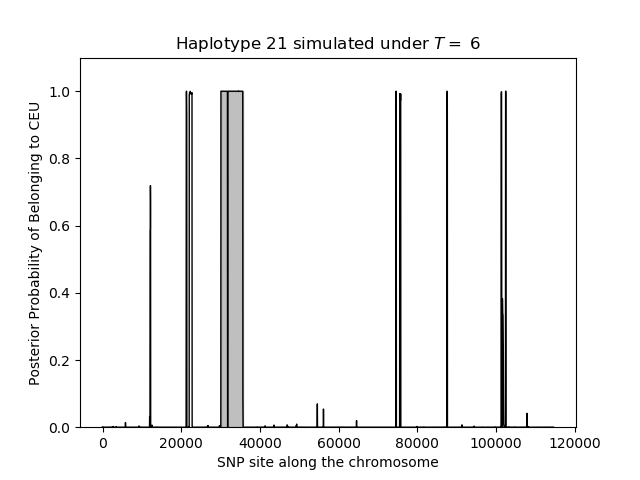 Haplotype 21 simulated under T = 6
Posterior Probability of Belonging to CEU
1.0
0.8
0.6
0.4
0.2
0.0
0 20000 40000 60000 80000 100000 120000
SNP site along the chromosome